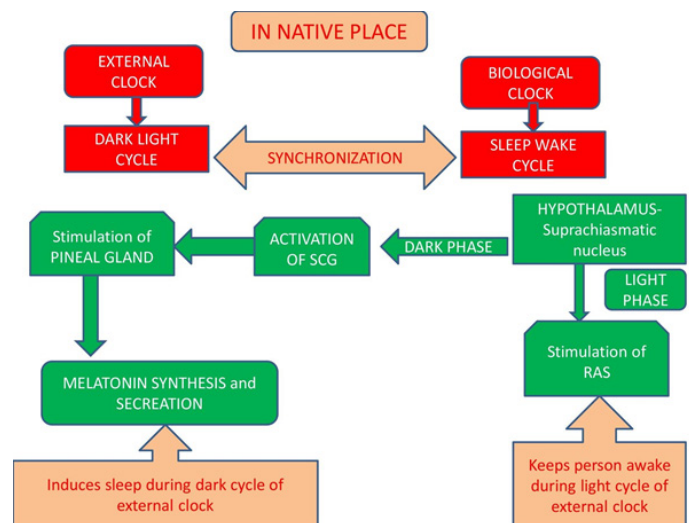 IN NATIVE PLACE
EXTERNAL
CLOCK
BIOLOGICAL
CLOCK
DARK LIGHT
CYCLE
SYNCHRONIZATION
SLEEP WAKE
CYCLE
Stimulation of
PINEAL GLAND
ACTIVATION
OF SCG
DARK PHASE
HYPOTHALAMUS-
Suprachiasmatic
nucleus
LIGHT
PHASE
MELATONIN SYNTHESIS and
SECRETION
Stimulation of
RAS
Induces sleep during dark cycle of
external clock
Keeps person awake
during light cycle of
external clock